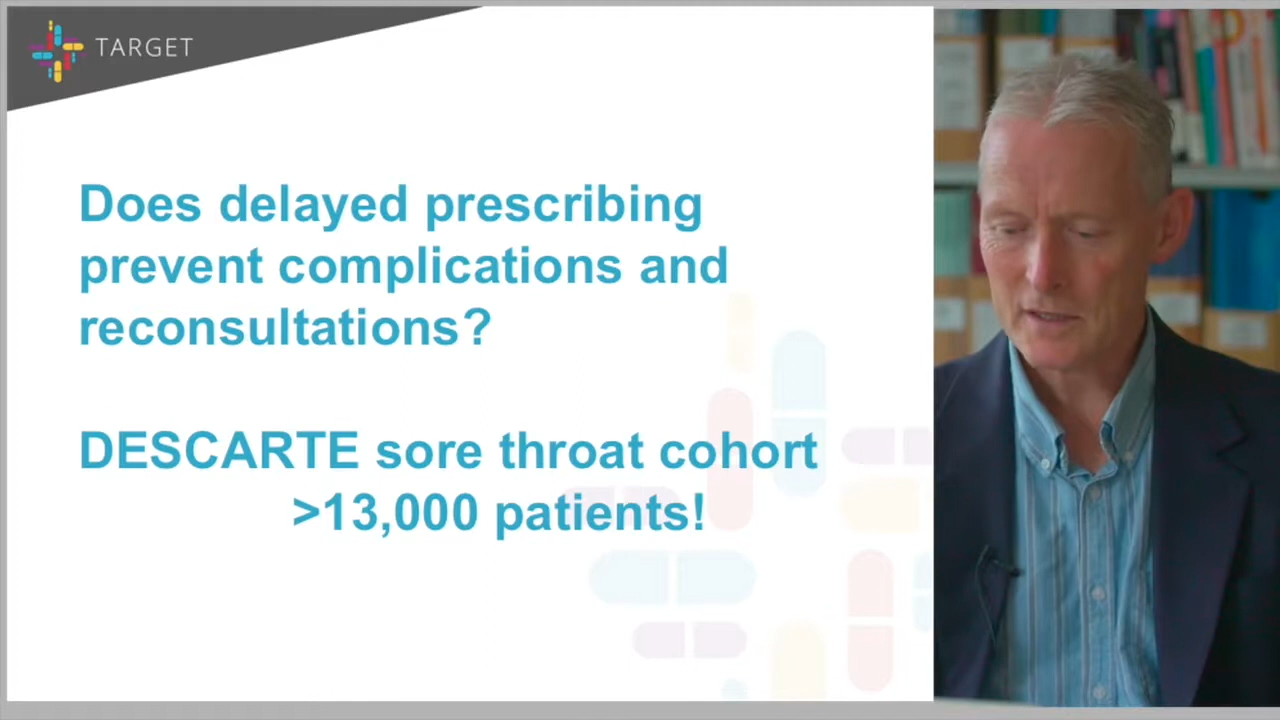 TARGET
Does delayed prescribing
prevent complications and
reconsultations?
DESCARTE sore throat cohort
>13,000 patients!